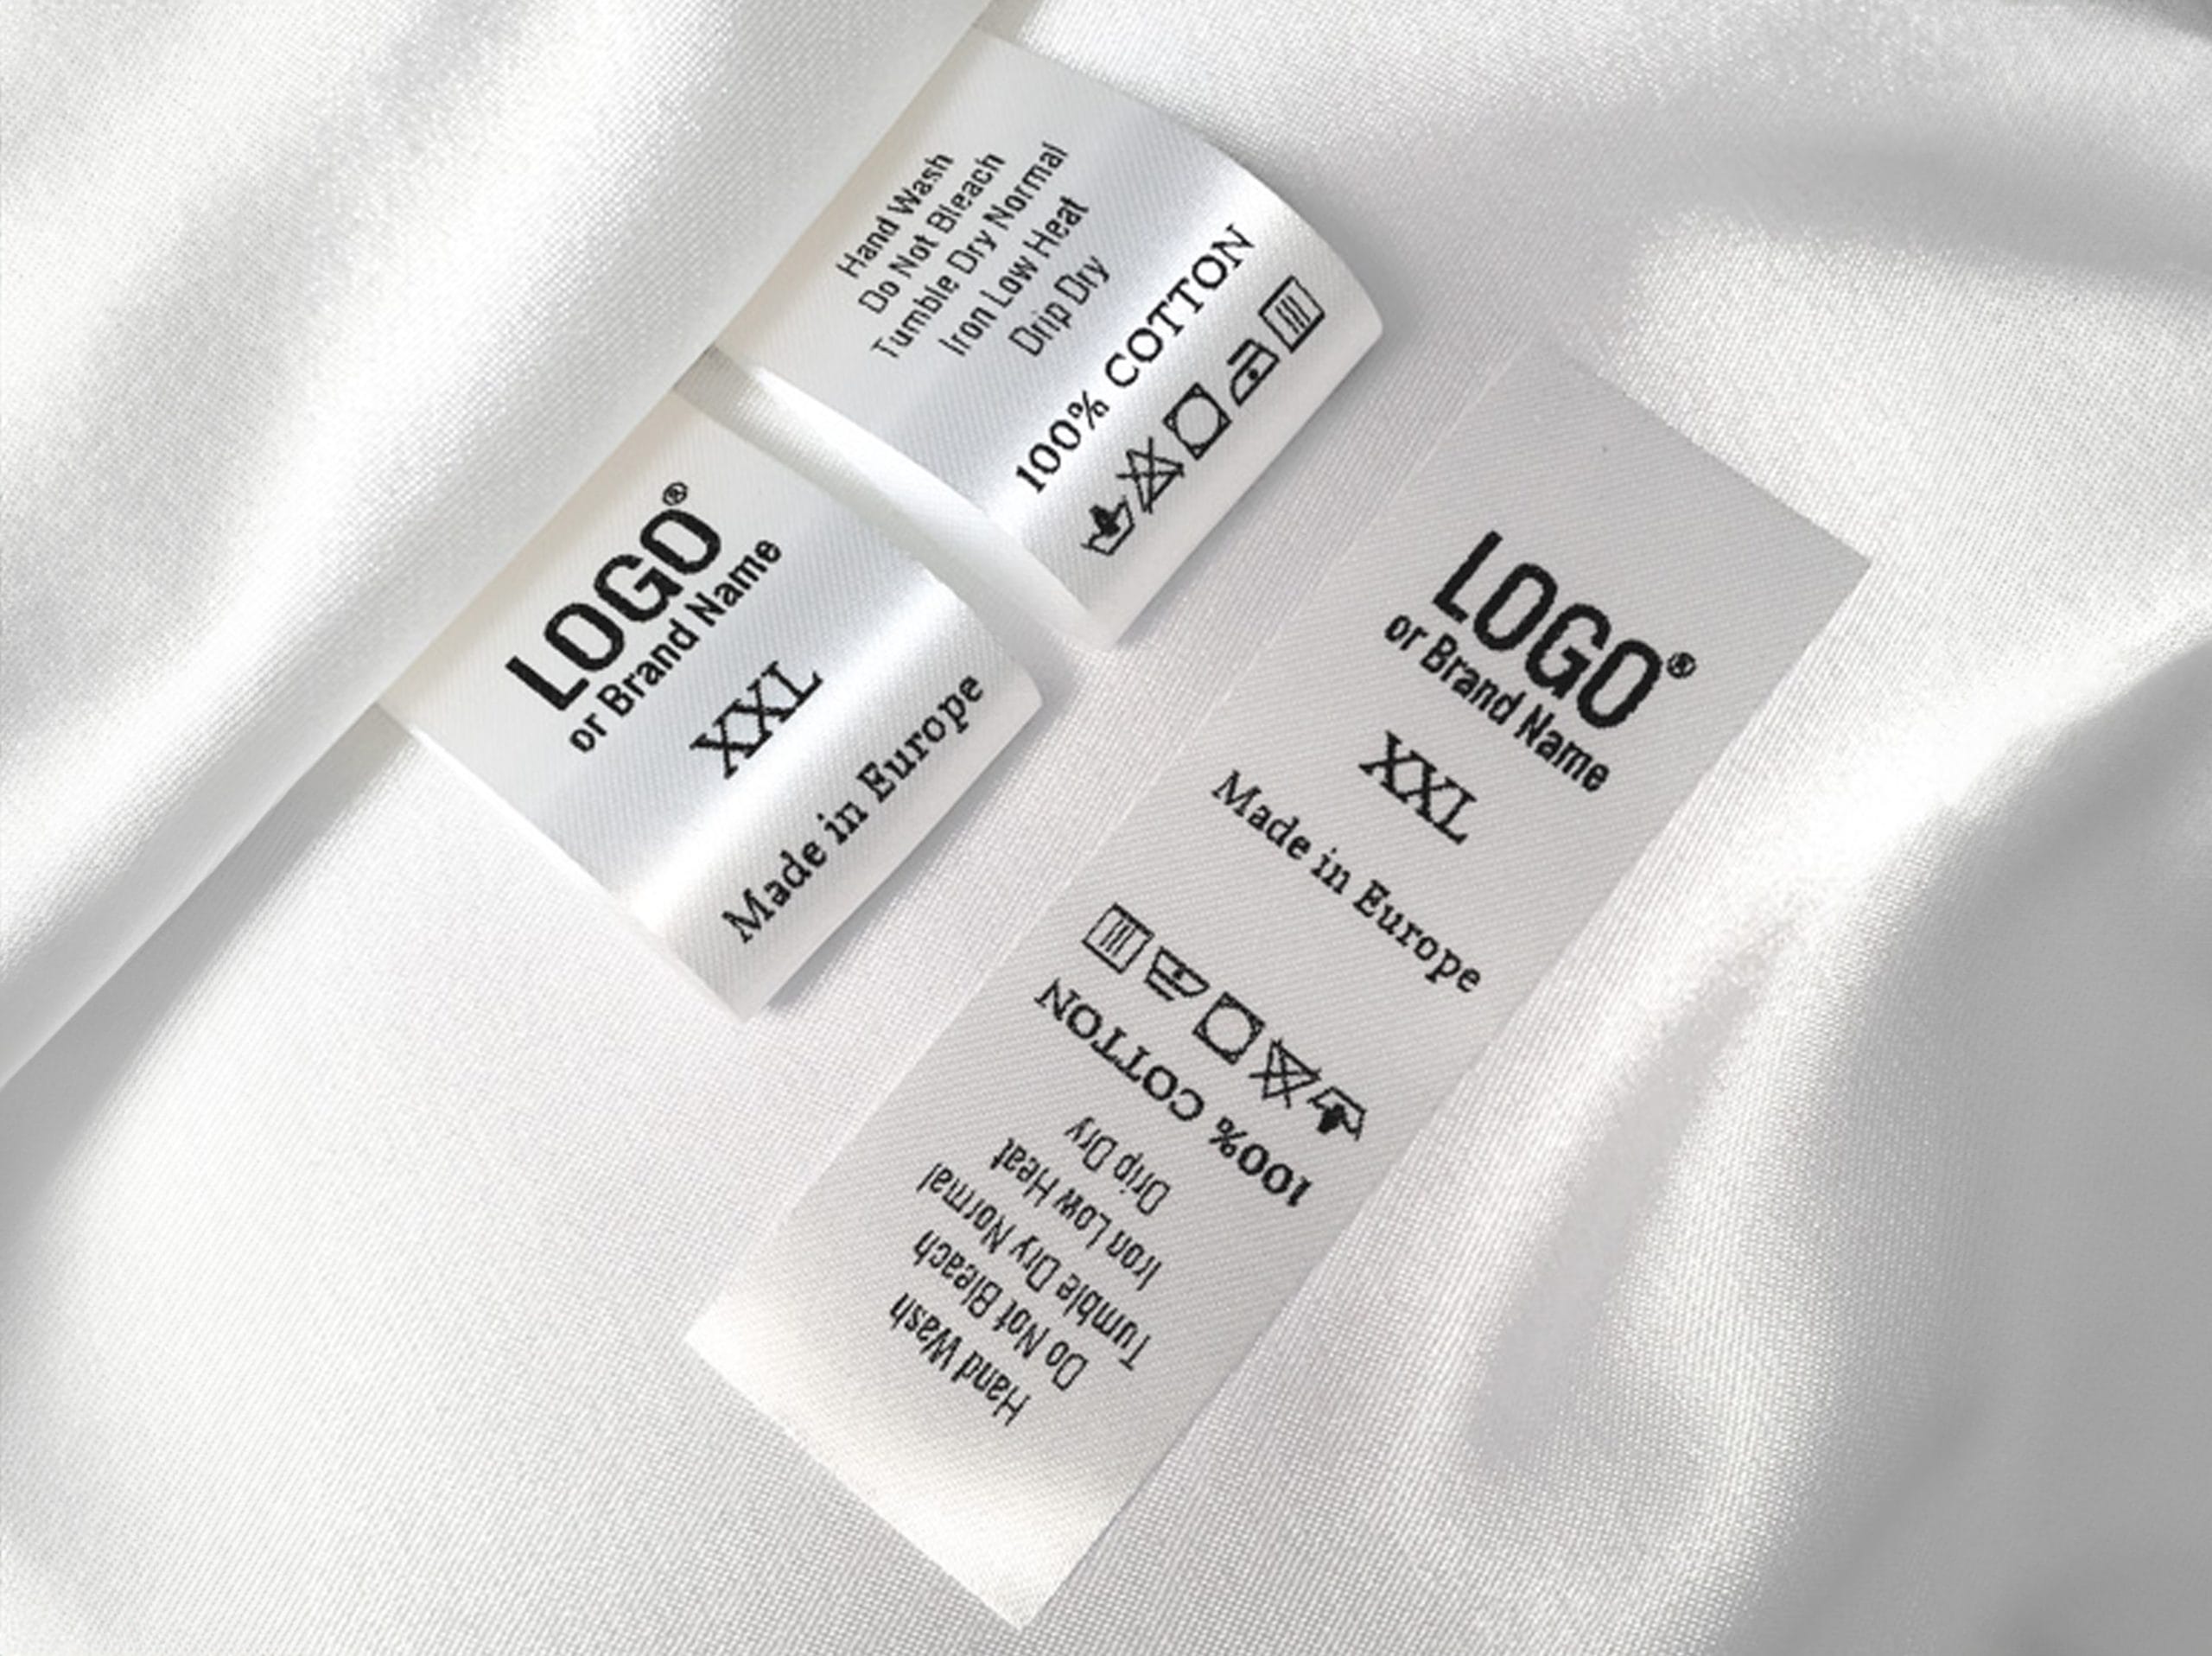 Hand Wash
Do Not Bleach
Tumble Dry Normal
Iron Low Heat
Drip Dry
100% COTTON
LOGO®
or Brand Name
XXL
Made in Europe
LOGO®
or Brand Name
XXL
Made in Europe
100% COTTON
Drip Dry
Iron Low Heat
Tumble Dry Normal
Do Not Bleach
Hand Wash